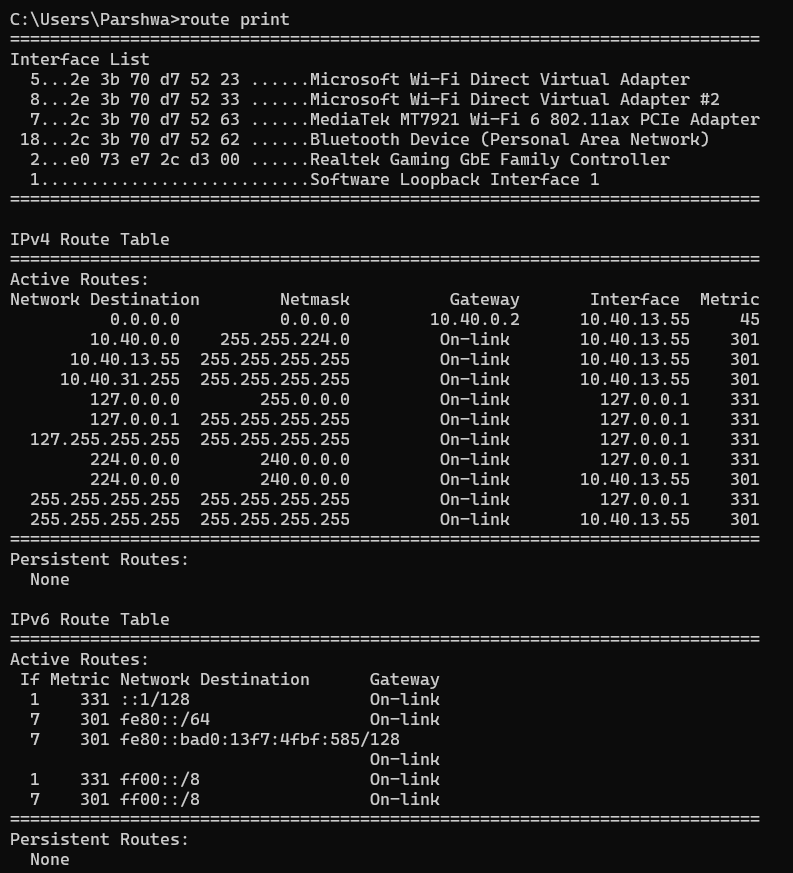 C:\Users\Parshwa>route print
===========================================================================
Interface List
  5...2e 3b 70 d7 52 23 ......Microsoft Wi-Fi Direct Virtual Adapter
  8...2e 3b 70 d7 52 33 ......Microsoft Wi-Fi Direct Virtual Adapter #2
  7...2c 3b 70 d7 52 63 ......MediaTek MT7921 Wi-Fi 6 802.11ax PCIe Adapter
 18...2c 3b 70 d7 52 62 ......Bluetooth Device (Personal Area Network)
  2...e0 73 e7 2c d3 00 ......Realtek Gaming GbE Family Controller
  1...........................Software Loopback Interface 1
===========================================================================

IPv4 Route Table
===========================================================================
Active Routes:
Network Destination        Netmask          Gateway       Interface  Metric
          0.0.0.0          0.0.0.0        10.40.0.2      10.40.13.55     45
        10.40.0.0    255.255.224.0         On-link       10.40.13.55    301
      10.40.13.55  255.255.255.255         On-link       10.40.13.55    301
     10.40.31.255  255.255.255.255         On-link       10.40.13.55    301
        127.0.0.0        255.0.0.0         On-link         127.0.0.1    331
        127.0.0.1  255.255.255.255         On-link         127.0.0.1    331
  127.255.255.255  255.255.255.255         On-link         127.0.0.1    331
        224.0.0.0        240.0.0.0         On-link         127.0.0.1    331
        224.0.0.0        240.0.0.0         On-link       10.40.13.55    301
  255.255.255.255  255.255.255.255         On-link         127.0.0.1    331
  255.255.255.255  255.255.255.255         On-link       10.40.13.55    301
===========================================================================
Persistent Routes:
  None

IPv6 Route Table
===========================================================================
Active Routes:
 If Metric Network Destination      Gateway
  1    331 ::1/128                  On-link
  7    301 fe80::/64                On-link
  7    301 fe80::bad0:13f7:4fbf:585/128
                                    On-link
  1    331 ff00::/8                 On-link
  7    301 ff00::/8                 On-link
===========================================================================
Persistent Routes:
  None